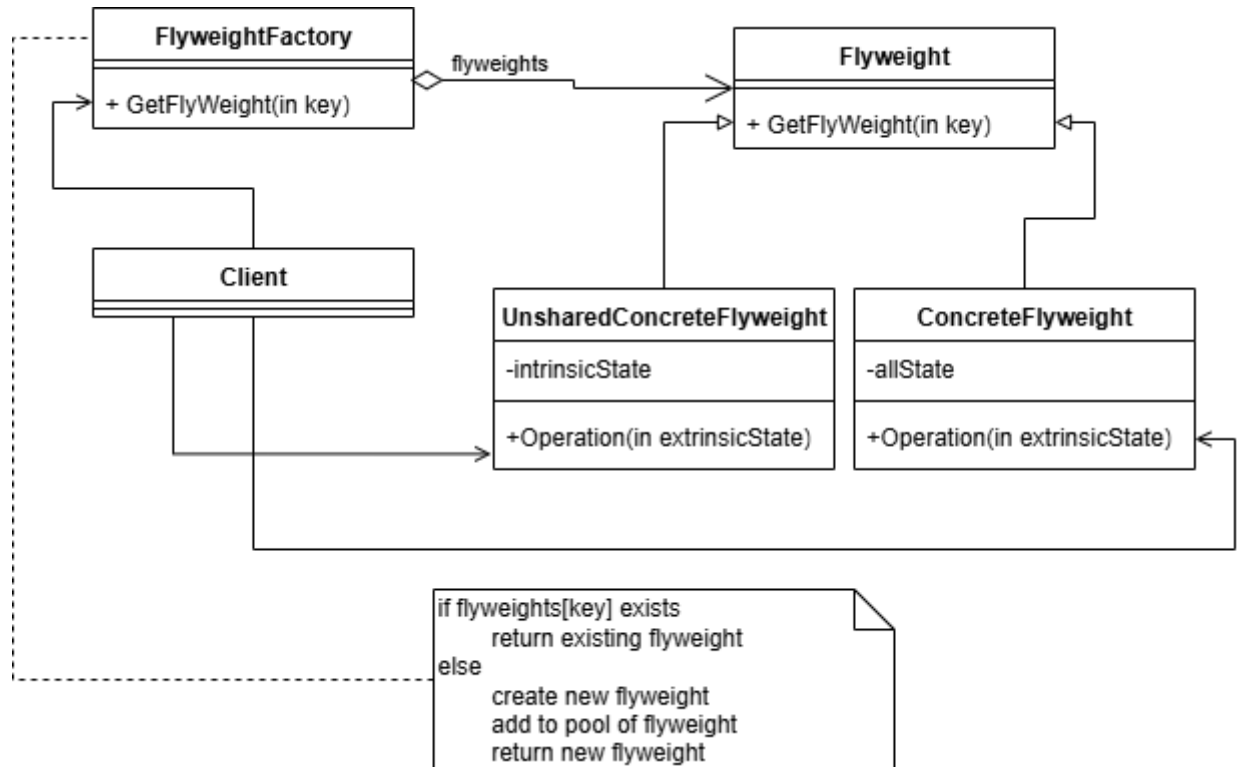 FlyweightFactory
+ GetFlyWeight(in key)
flyweights
Flyweight
+ GetFlyWeight(in key)
Client
UnsharedConcreteFlyweight
-intrinsicState
+Operation(in extrinsicState)
ConcreteFlyweight
-allState
+Operation(in extrinsicState)
if flyweights[key] exists
return existing flyweight
else
create new flyweight
add to pool of flyweight
return new flyweight